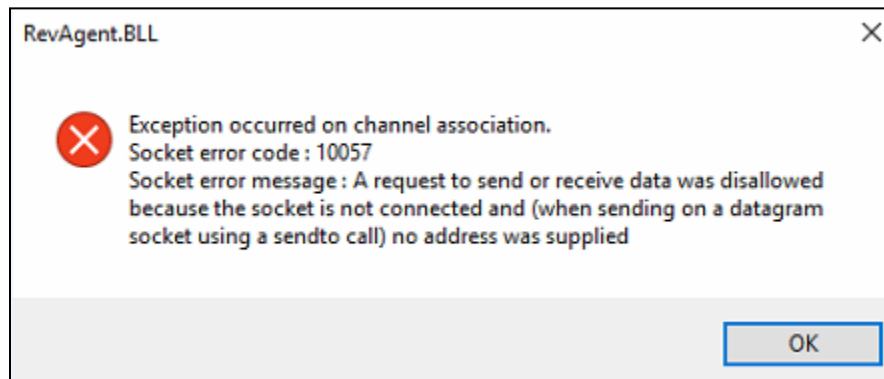 RevAgent.BLL
Exception occurred on channel association.
Socket error code : 10057
Socket error message : A request to send or receive data was disallowed
because the socket is not connected and (when sending on a datagram
socket using a sendto call) no address was supplied
OK